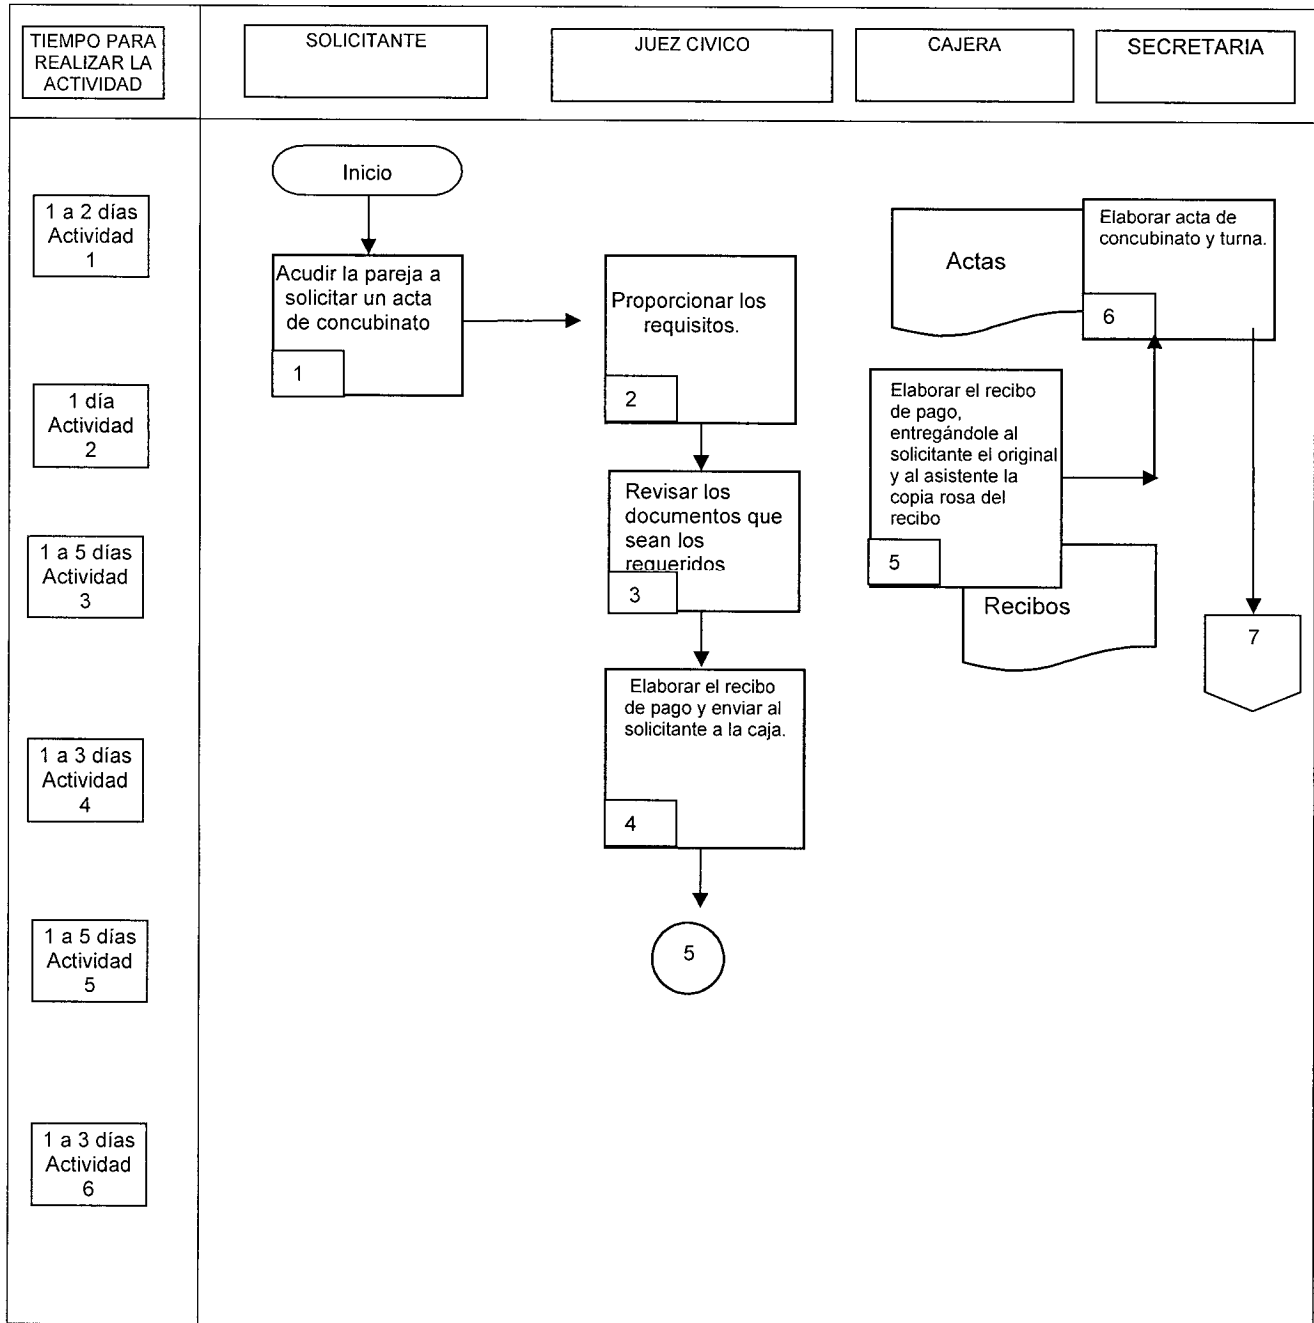 TIEMPO PARA
REALIZAR LA
ACTIVIDAD
SOLICITANTE
JUEZ CIVICO
CAJERA
SECRETARIA
Inicio
1 a 2 días
Actividad
1
Acudir la pareja a
solicitar un acta
de concubinato
1
Proporcionar los
requisitos.
2
Actas
Elaborar acta de
concubinato y turna.
6
1 día
Actividad
2
Elaborar el recibo
de pago,
entregándole al
solicitante el original
y al asistente la
copia rosa del
recibo
5
Recibos
Revisar los
documentos que
sean los
requeridos
3
1 a 5 días
Actividad
3
7
Elaborar el recibo
de pago y enviar al
solicitante a la caja.
4
1 a 3 días
Actividad
4
5
1 a 5 días
Actividad
5
1 a 3 días
Actividad
6